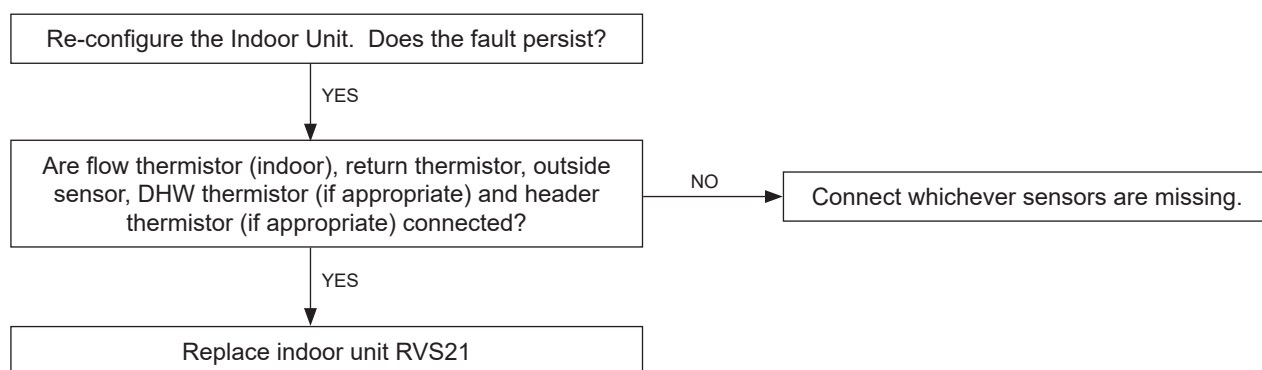 Re-configure the Indoor Unit.  Does the fault persist?
YES
Are flow thermistor (indoor), return thermistor, outside
sensor, DHW thermistor (if appropriate) and header
thermistor (if appropriate) connected?
NO
Connect whichever sensors are missing.
YES
Replace indoor unit RVS21